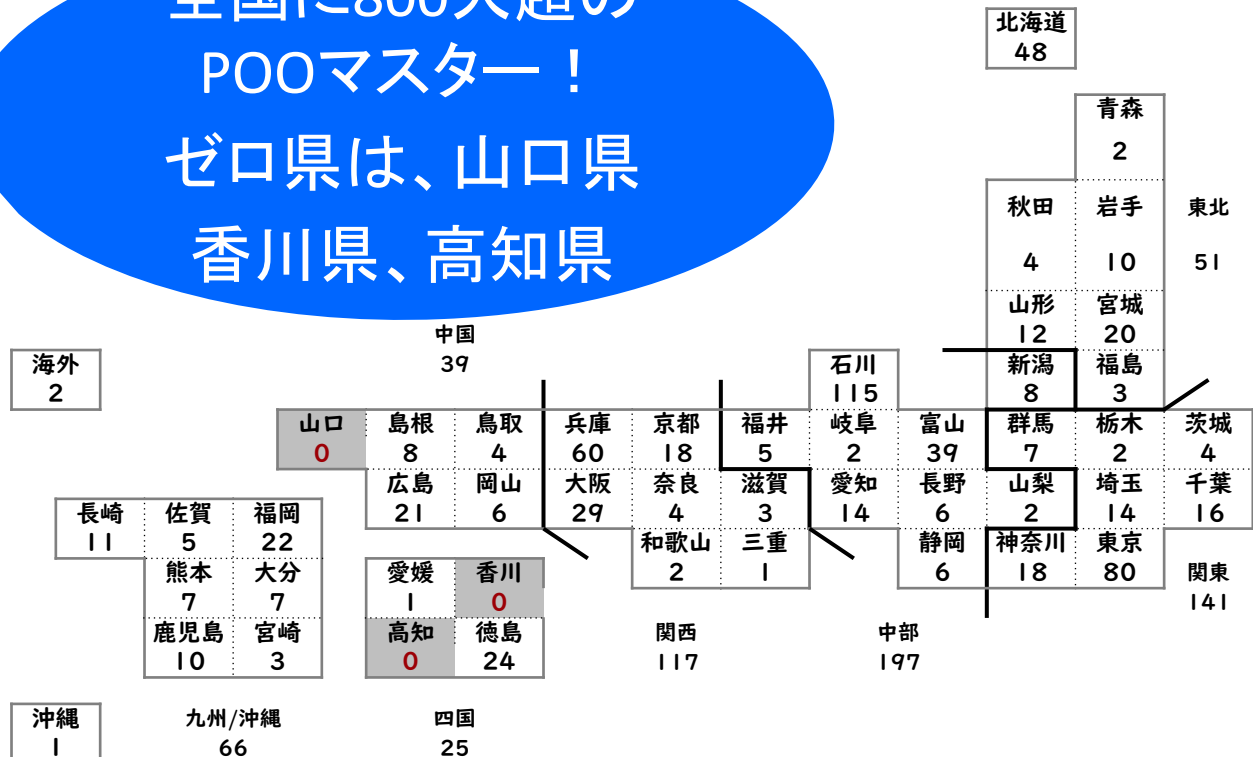 全国に800人超の
POOマスター！
ゼロ県は、山口県
香川県、高知県
北海道
48
青森
2
秋田 岩手 東北
4 10 51
山形 宮城
12 20
中国
39
海外
2
石川 新潟 福島
115 8 3
山口 島根 鳥取 兵庫 京都 福井 岐阜 富山 群馬 栃木 茨城
0 8 4 60 18 5 2 39 7 2 4
広島 岡山 大阪 奈良 滋賀 愛知 長野 山梨 埼玉 千葉
21 6 29 4 3 14 6 2 14 16
長崎 佐賀 福岡
11 5 22
和歌山 三重 静岡 神奈川 東京
2 1 6 18 80
熊本 大分 愛媛 香川 関東
7 7 1 0 141
鹿児島 宮崎 高知 徳島 関西 中部
10 3 0 24 117 197
沖縄 九州/沖縄 四国
1 66 25